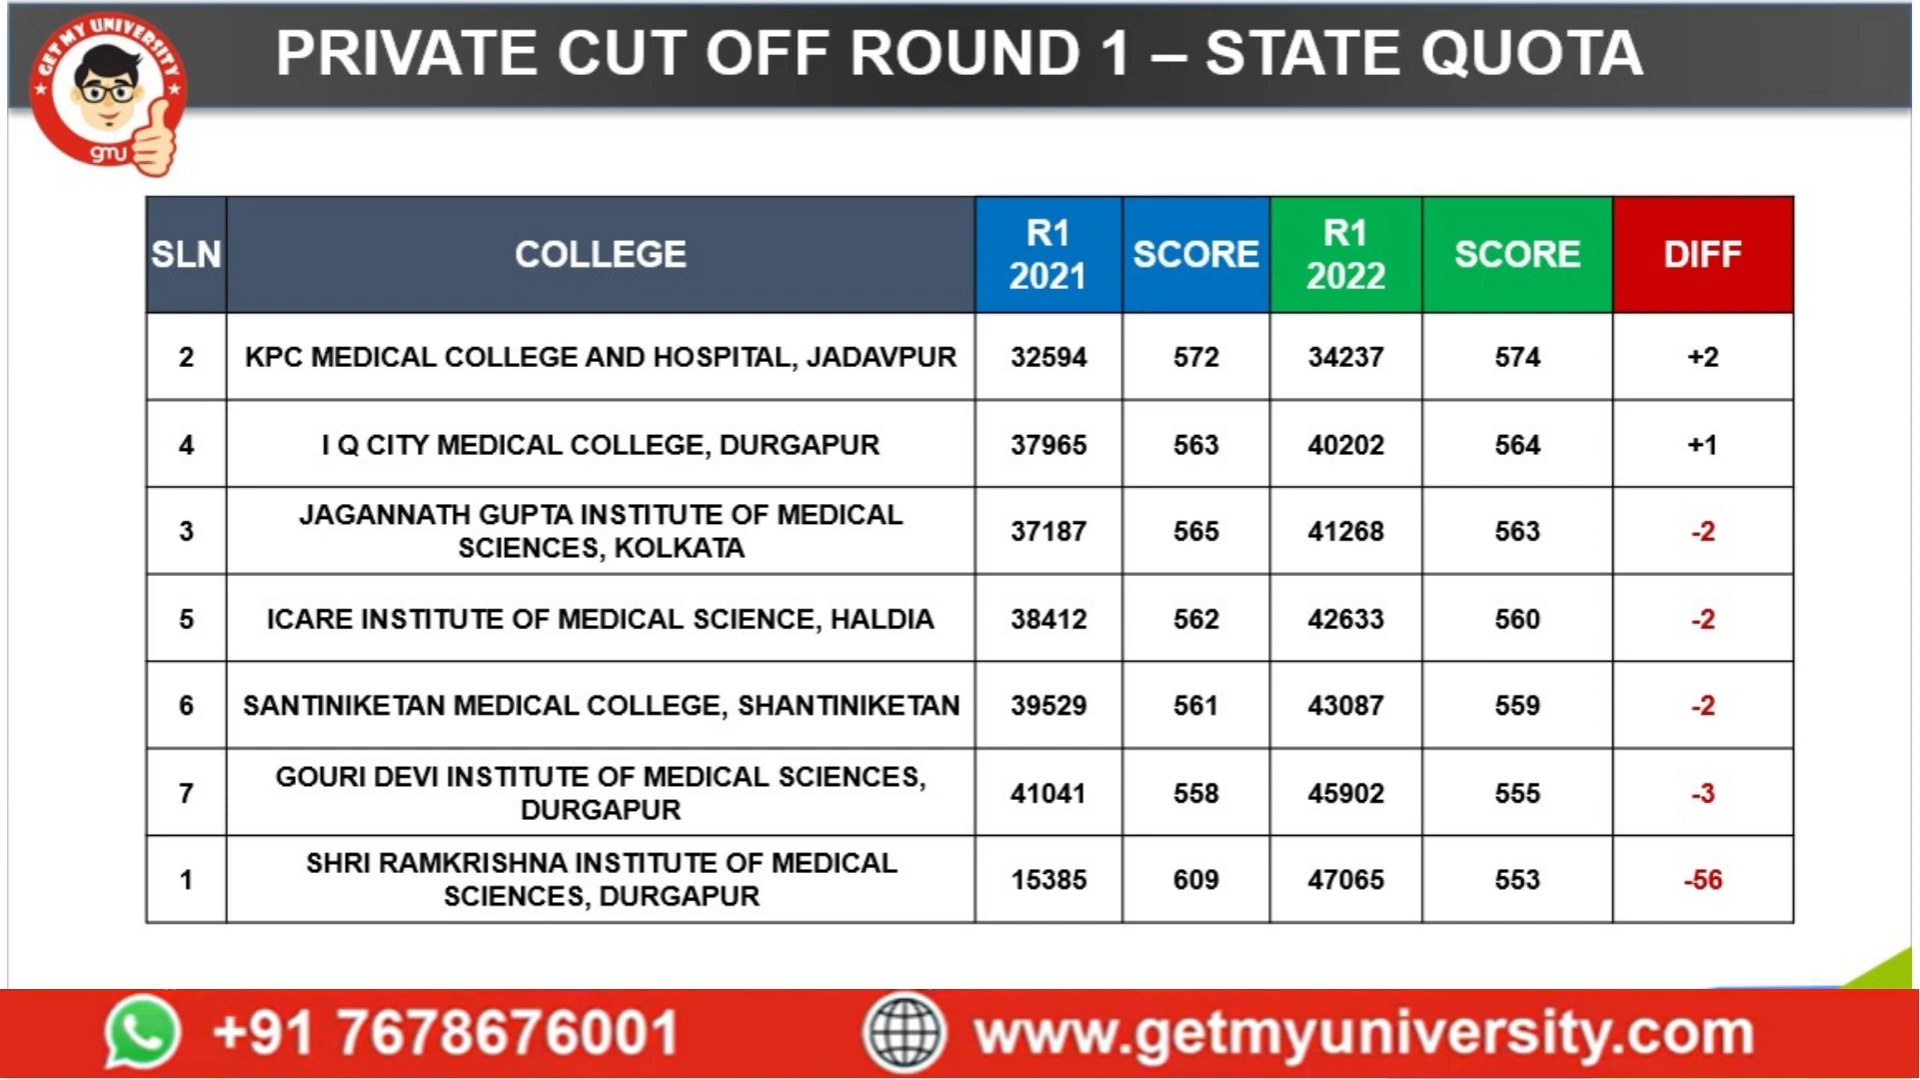 GET MY UNIVERSITY
gmu
PRIVATE CUT OFF ROUND 1 – STATE QUOTA
SLN COLLEGE R1 2021 SCORE R1 2022 SCORE DIFF
2 KPC MEDICAL COLLEGE AND HOSPITAL, JADAVPUR 32594 572 34237 574 +2
4 I Q CITY MEDICAL COLLEGE, DURGAPUR 37965 563 40202 564 +1
3 JAGANNATH GUPTA INSTITUTE OF MEDICAL
SCIENCES, KOLKATA 37187 565 41268 563 -2
5 ICARE INSTITUTE OF MEDICAL SCIENCE, HALDIA 38412 562 42633 560 -2
6 SANTINIKETAN MEDICAL COLLEGE, SHANTINIKETAN 39529 561 43087 559 -2
7 GOURI DEVI INSTITUTE OF MEDICAL SCIENCES,
DURGAPUR 41041 558 45902 555 -3
1 SHRI RAMKRISHNA INSTITUTE OF MEDICAL
SCIENCES, DURGAPUR 15385 609 47065 553 -56
+91 7678676001 www.getmyuniversity.com